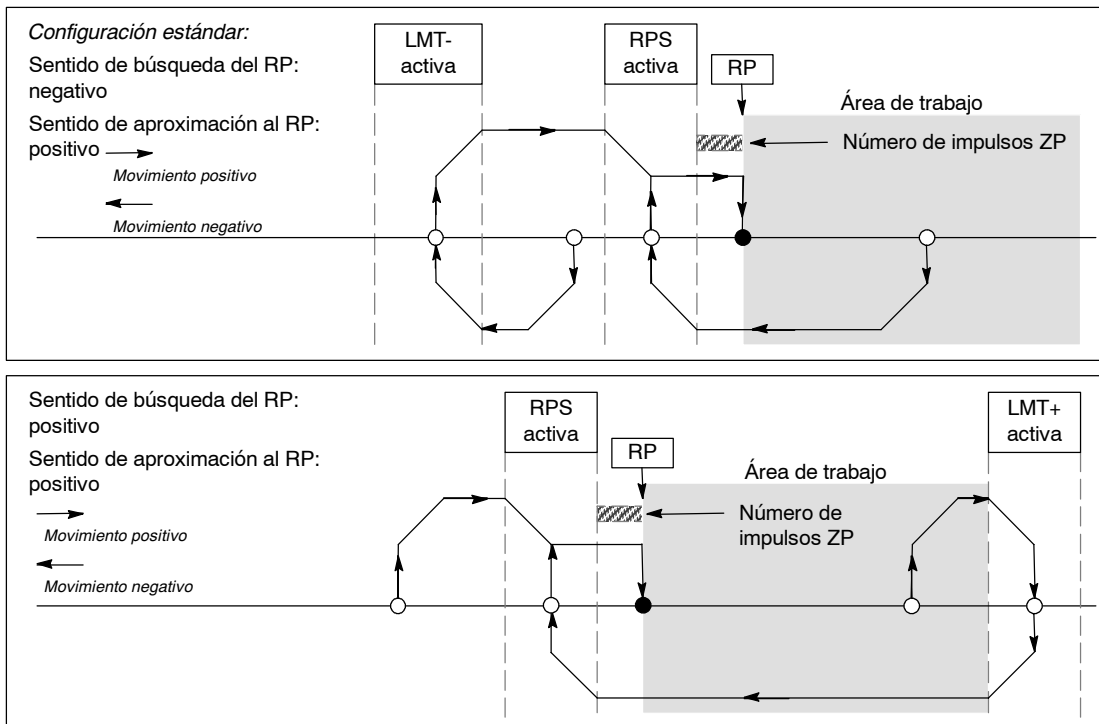 Configuración estándar:
Sentido de búsqueda del RP:
negativo
Sentido de aproximación al RP:
positivo
Movimiento positivo
Movimiento negativo
LMT-
activa
RPS
activa
RP
Área de trabajo
Número de impulsos ZP
Sentido de búsqueda del RP:
positivo
Sentido de aproximación al RP:
positivo
Movimiento positivo
Movimiento negativo
RPS
activa
RP
Área de trabajo
Número de
impulsos ZP
LMT+
activa